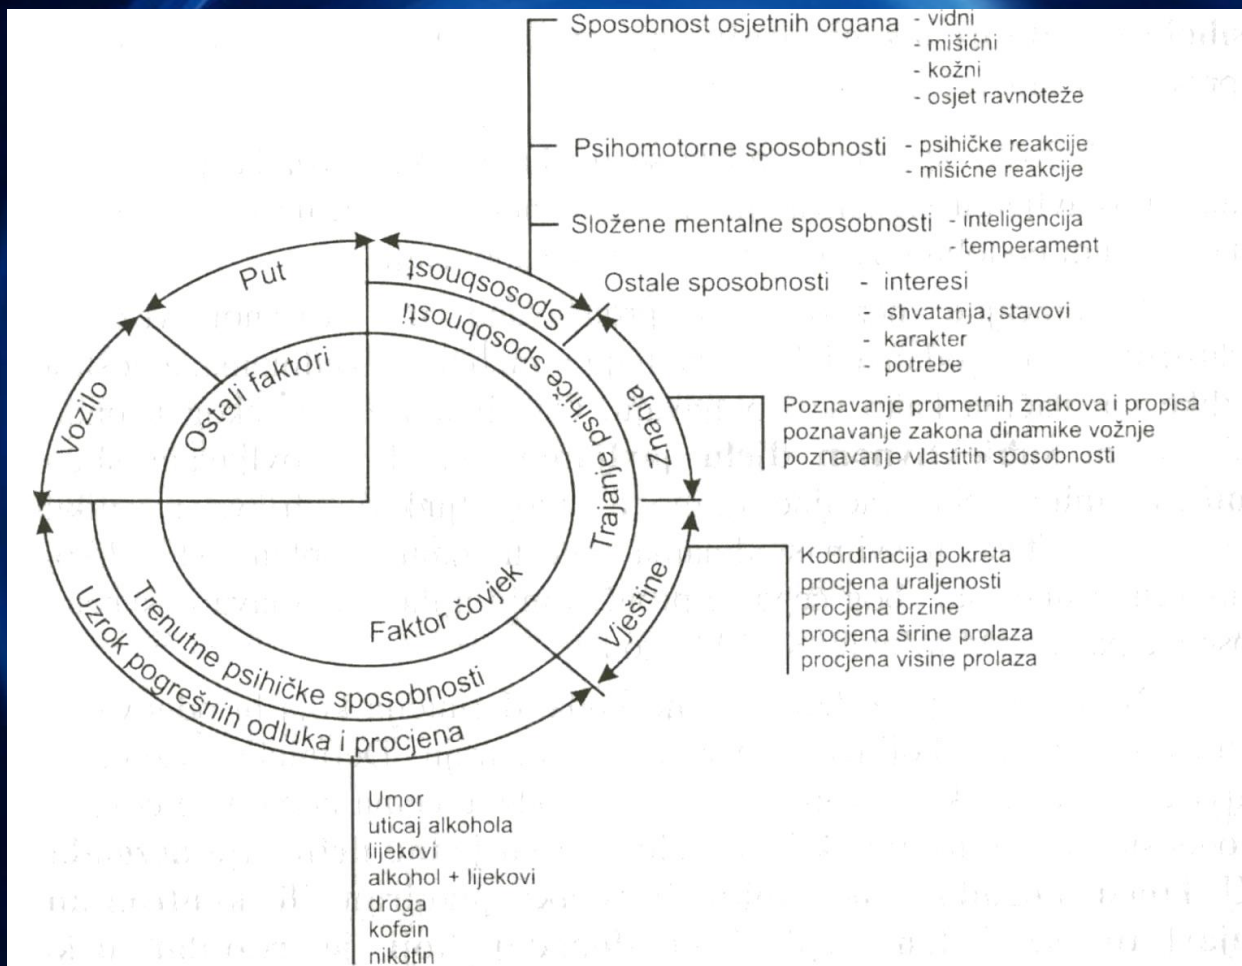 Sposobnost osjetnih organa - vidni
- mišićni
- kožni
- osjet ravnoteže
Psihomotorne sposobnosti - psihičke reakcije
- mišićne reakcije
Složene mentalne sposobnosti - inteligencija
- temperament
Ostale sposobnosti - interesi
- shvatanja, stavovi
- karakter
- potrebe
Put
Spososbnost
Vozilo
Ostali faktori
Trajanje psihiče sposobnosti
Znanja
Poznavanje prometnih znakova i propisa
poznavanje zakona dinamike vožnje
poznavanje vlastitih sposobnosti
Faktor čovjek
Vještine
Koordinacija pokreta
procjena uraljenosti
procjena brzine
procjena širine prolaza
procjena visine prolaza
Trenutne psihičke sposobnosti
Uzrok pogrešnih odluka i procjena
Umor
uticaj alkohola
lijekovi
alkohol + lijekovi
droga
kofein
nikotin